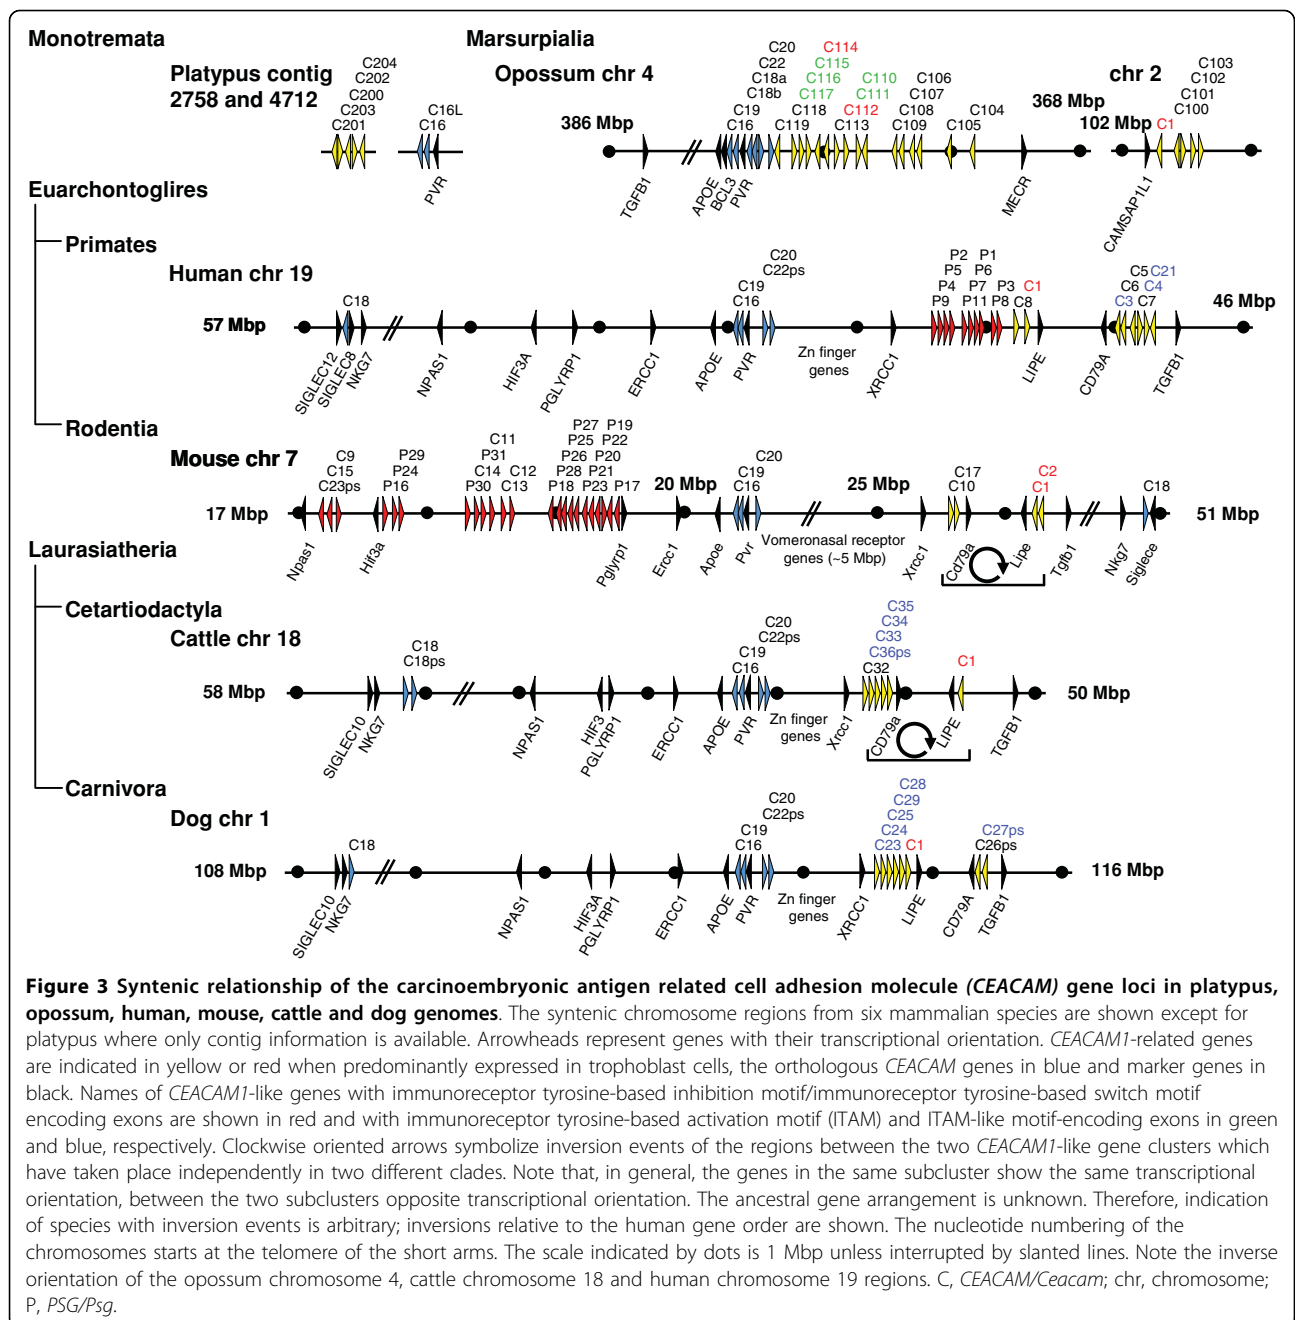 Monotremata
Marsurpialia
Platypus contig
2758 and 4712
C204
C202
C200
C203
C201
C16L
C16
PVR
Opossum chr 4
386 Mbp
C20
C22
C18a
C18b
C19
C16
C114
C115
C116
C117
C118
C119
C110
C111
C112
C113
C106
C107
C108
C109
C104
C105
368 Mbp
TGFB1
APOE
BCL3
PVR
MECR
chr 2
102 Mbp
C1
C103
C102
C101
C100
CAMSAP1L1
Euarchontoglires
Primates
Human chr 19
57 Mbp
C18
C20
C22ps
C19
C16
P2
P5
P4
P9
P1
P6
P7
P11
P3
P8
C1
C8
C5
C6
C3
C21
C4
C7
46 Mbp
SIGLEC12
SIGLEC8
NKG7
NPAS1
HIF3A
PGLYRP1
ERCC1
APOE
PVR
Zn finger
genes
XRCC1
LIPE
CD79A
TGFB1
Rodentia
Mouse chr 7
17 Mbp
C9
C15
C23ps
P29
P24
P16
C11
P31
C14
P30
C12
C13
P27
P25
P26
P28
P18
P19
P22
P20
P21
P23
P17
20 Mbp
C20
C19
C16
25 Mbp
C17
C10
C2
C1
C18
51 Mbp
Npas1
Hif3a
Pglyrp1
Ercc1
Apoe
Pvr
Vomeronasal receptor
genes (~5 Mbp)
Xrcc1
Cd79a
Lipe
Tgfb1
Nkg7
Siglece
Laurasiatheria
Cetartiodactyla
Cattle chr 18
58 Mbp
C18
C18ps
C20
C22ps
C19
C16
C35
C34
C33
C36ps
C32
C1
50 Mbp
SIGLEC10
NKG7
NPAS1
HIF3
PGLYRP1
ERCC1
APOE
PVR
Zn finger
genes
Xrcc1
CD79a
LIPE
TGFB1
Carnivora
Dog chr 1
108 Mbp
C18
C20
C22ps
C19
C16
C28
C29
C25
C24
C23
C1
C27ps
C26ps
116 Mbp
SIGLEC10
NKG7
NPAS1
HIF3A
PGLYRP1
ERCC1
APOE
PVR
Zn finger
genes
XRCC1
LIPE
CD79A
TGFB1
Figure 3 Syntenic relationship of the carcinoembryonic antigen related cell adhesion molecule (CEACAM) gene loci in platypus,
opossum, human, mouse, cattle and dog genomes. The syntenic chromosome regions from six mammalian species are shown except for
platypus where only contig information is available. Arrowheads represent genes with their transcriptional orientation. CEACAM1-related genes
are indicated in yellow or red when predominantly expressed in trophoblast cells, the orthologous CEACAM genes in blue and marker genes in
black. Names of CEACAM1-like genes with immunoreceptor tyrosine-based inhibition motif/immunoreceptor tyrosine-based switch motif
encoding exons are shown in red and with immunoreceptor tyrosine-based activation motif (ITAM) and ITAM-like motif-encoding exons in green
and blue, respectively. Clockwise oriented arrows symbolize inversion events of the regions between the two CEACAM1-like gene clusters which
have taken place independently in two different clades. Note that, in general, the genes in the same subcluster show the same transcriptional
orientation, between the two subclusters opposite transcriptional orientation. The ancestral gene arrangement is unknown. Therefore, indication
of species with inversion events is arbitrary; inversions relative to the human gene order are shown. The nucleotide numbering of the
chromosomes starts at the telomere of the short arms. The scale indicated by dots is 1 Mbp unless interrupted by slanted lines. Note the inverse
orientation of the opossum chromosome 4, cattle chromosome 18 and human chromosome 19 regions. C, CEACAM/Ceacam; chr, chromosome;
P, PSG/Psg.